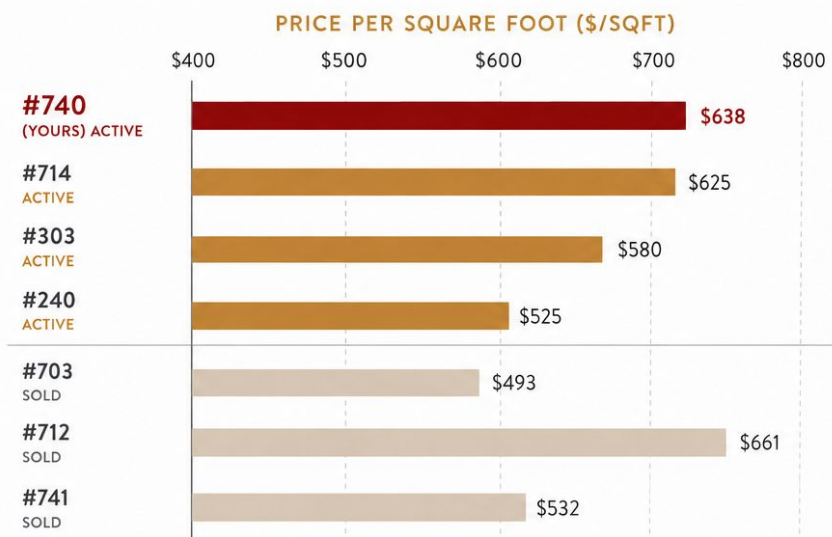 PRICE PER SQUARE FOOT ($/SQFT)
$400 $500 $600 $700 $800
#740
(YOURS) ACTIVE
$638
#714
ACTIVE
$625
#303
ACTIVE
$580
#240
ACTIVE
$525
#703
SOLD
$493
#712
SOLD
$661
#741
SOLD
$532